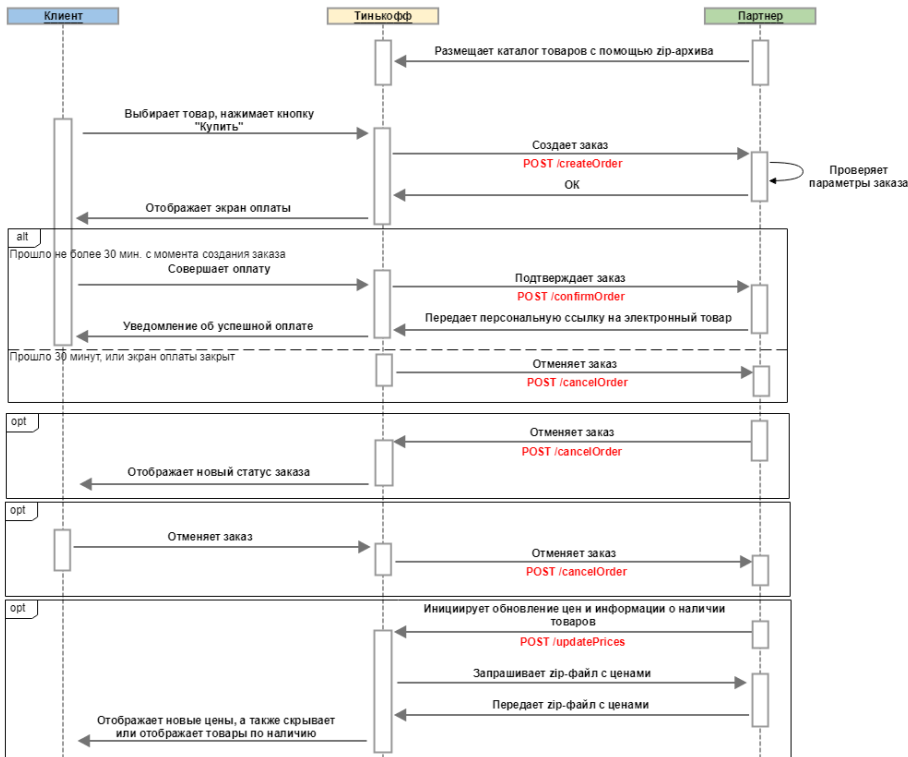 Клиент
Тинькофф
Партнер
Размещает каталог товаров с помощью zip-архива
Выбирает товар, нажимает кнопку
"Купить"
Создает заказ
POST /createOrder
Проверяет
параметры заказа
ОК
Отображает экран оплаты
alt
Прошло не более 30 мин. с момента создания заказа
Совершает оплату
Подтверждает заказ
POST /confirmOrder
Передает персональную ссылку на электронный товар
Уведомление об успешной оплате
Прошло 30 минут, или экран оплаты закрыт
Отменяет заказ
POST /cancelOrder
opt
Отменяет заказ
POST /cancelOrder
Отображает новый статус заказа
opt
Отменяет заказ
Отменяет заказ
POST /cancelOrder
opt
Инициирует обновление цен и информации о наличии
товаров
POST /updatePrices
Запрашивает zip-файл с ценами
Передает zip-файл с ценами
Отображает новые цены, а также скрывает
или отображает товары по наличию